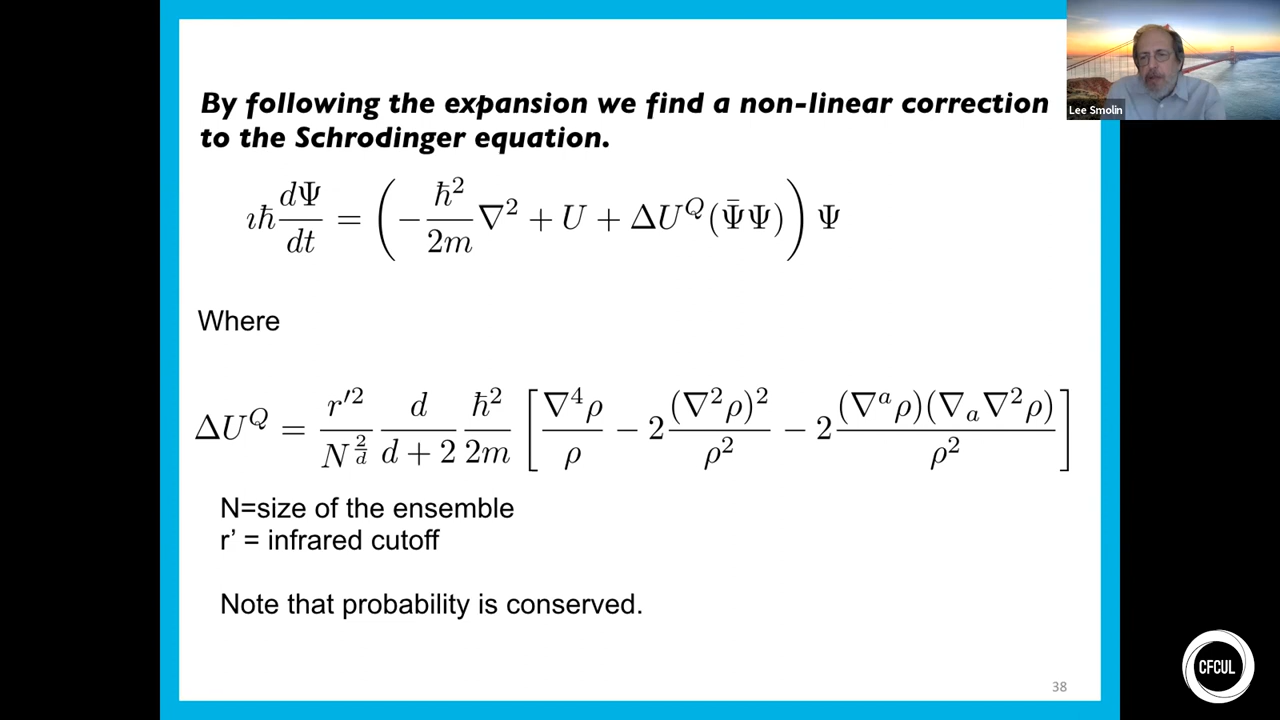 By following the expansion we find a non-linear correction
to the Schrodinger equation.
ıħ dΨ/dt = ( −ħ²/2m ∇² + U + ΔU^Q(Ψ̄Ψ) ) Ψ
Where
ΔU^Q = r′²/N^(2/d) d/(d+2) ħ²/2m [ ∇⁴ρ/ρ − 2 (∇²ρ)²/ρ² − 2 (∇^aρ)(∇_a∇²ρ)/ρ² ]
N=size of the ensemble
r’ = infrared cutoff
Note that probability is conserved.
38
Lee Smolin
CFCUL